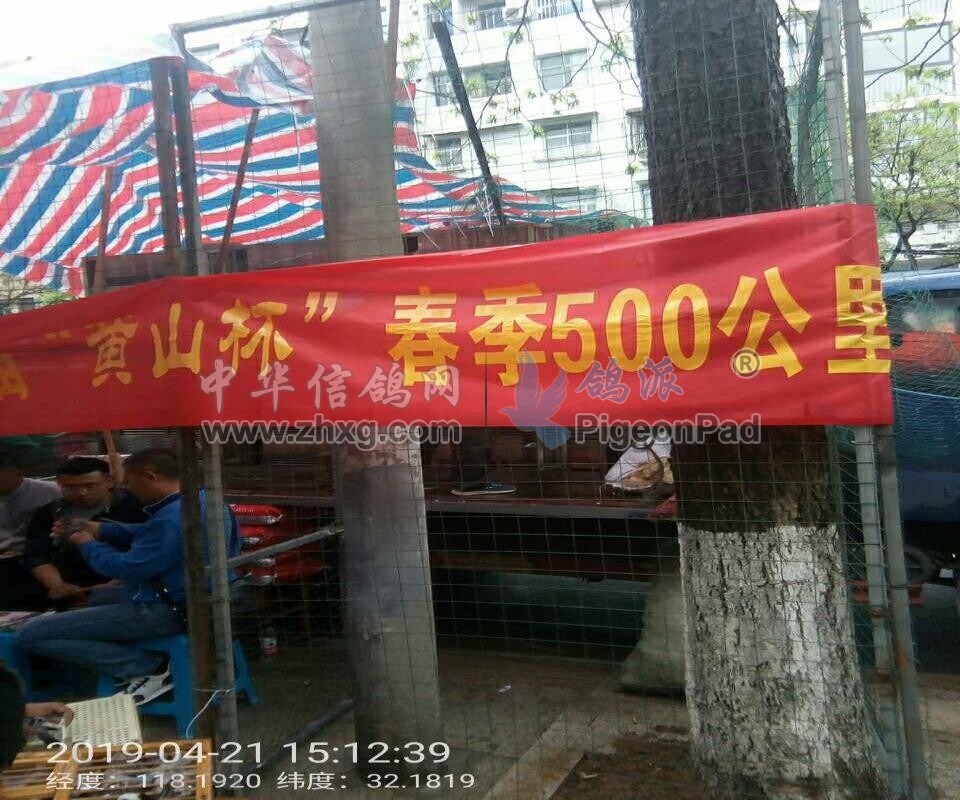 “黄山杯” 春季500公里
中华信鸽网 鸽派®
www.zhxg.com PigeonPad
2019-04-21 15:12:39
经度: 118.1920 纬度: 32.1819